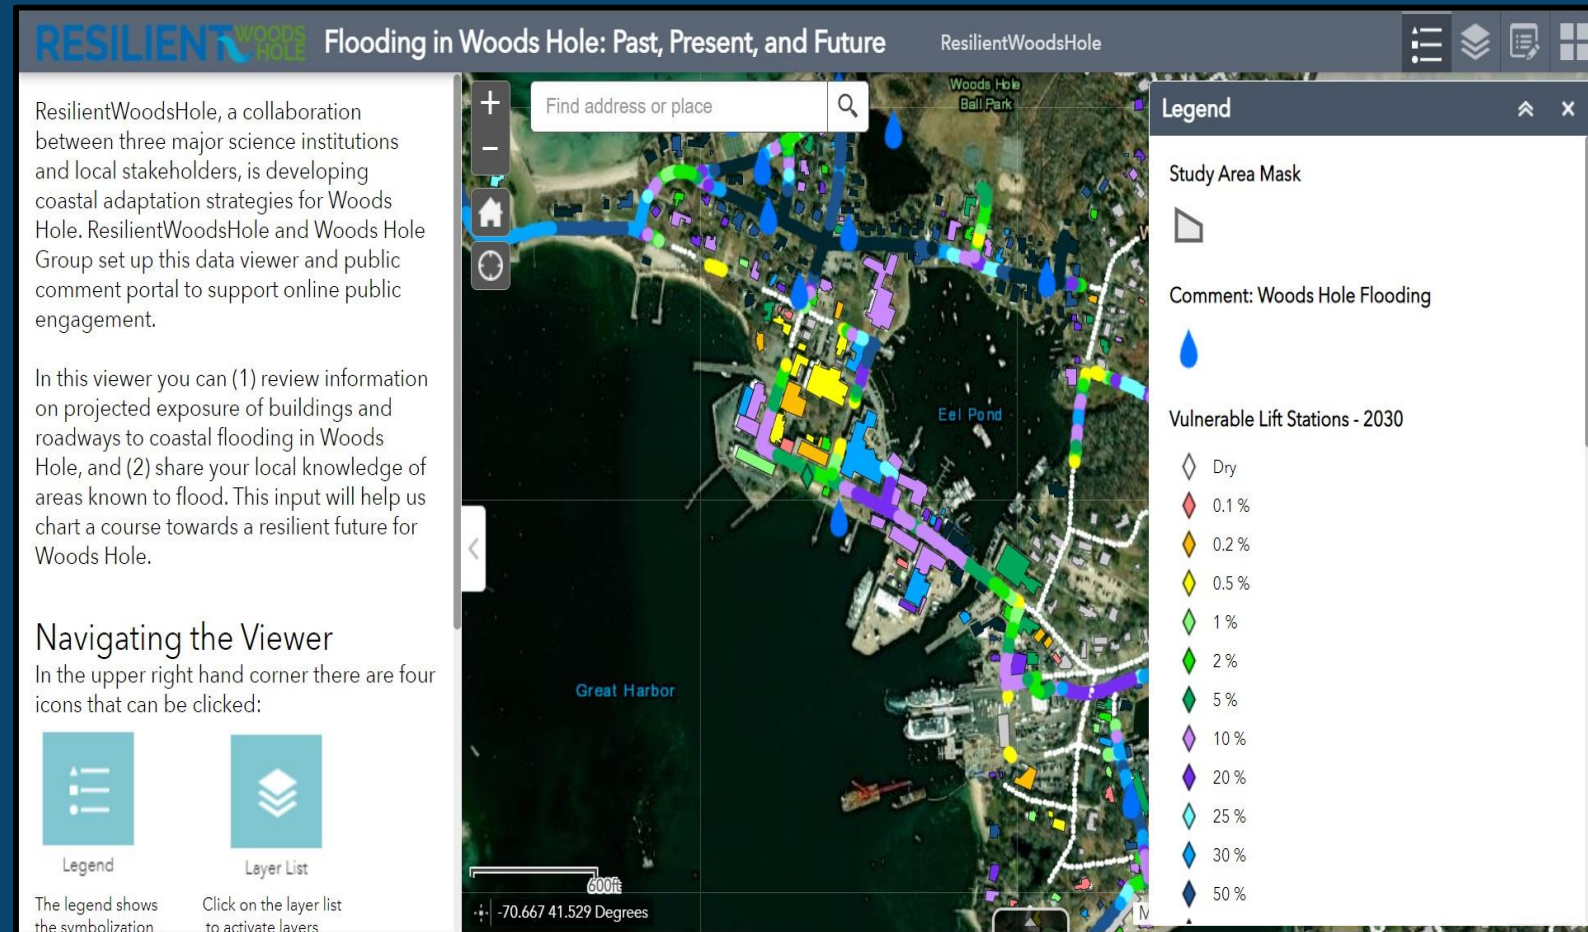 RESILIENT WOODS HOLE
Flooding in Woods Hole: Past, Present, and Future
ResilientWoodsHole
ResilientWoodsHole, a collaboration
between three major science institutions
and local stakeholders, is developing
coastal adaptation strategies for Woods
Hole. ResilientWoodsHole and Woods Hole
Group set up this data viewer and public
comment portal to support online public
engagement.
In this viewer you can (1) review information
on projected exposure of buildings and
roadways to coastal flooding in Woods
Hole, and (2) share your local knowledge of
areas known to flood. This input will help us
chart a course towards a resilient future for
Woods Hole.
Navigating the Viewer
In the upper right hand corner there are four
icons that can be clicked:
Legend
Layer List
The legend shows
the symbolization
Click on the layer list
to activate layers
+
−
Find address or place
Woods Hole
Ball Park
Eel Pond
Great Harbor
600ft
-70.667 41.529 Degrees
Legend
Study Area Mask
Comment: Woods Hole Flooding
Vulnerable Lift Stations - 2030
Dry
0.1 %
0.2 %
0.5 %
1 %
2 %
5 %
10 %
20 %
25 %
30 %
50 %